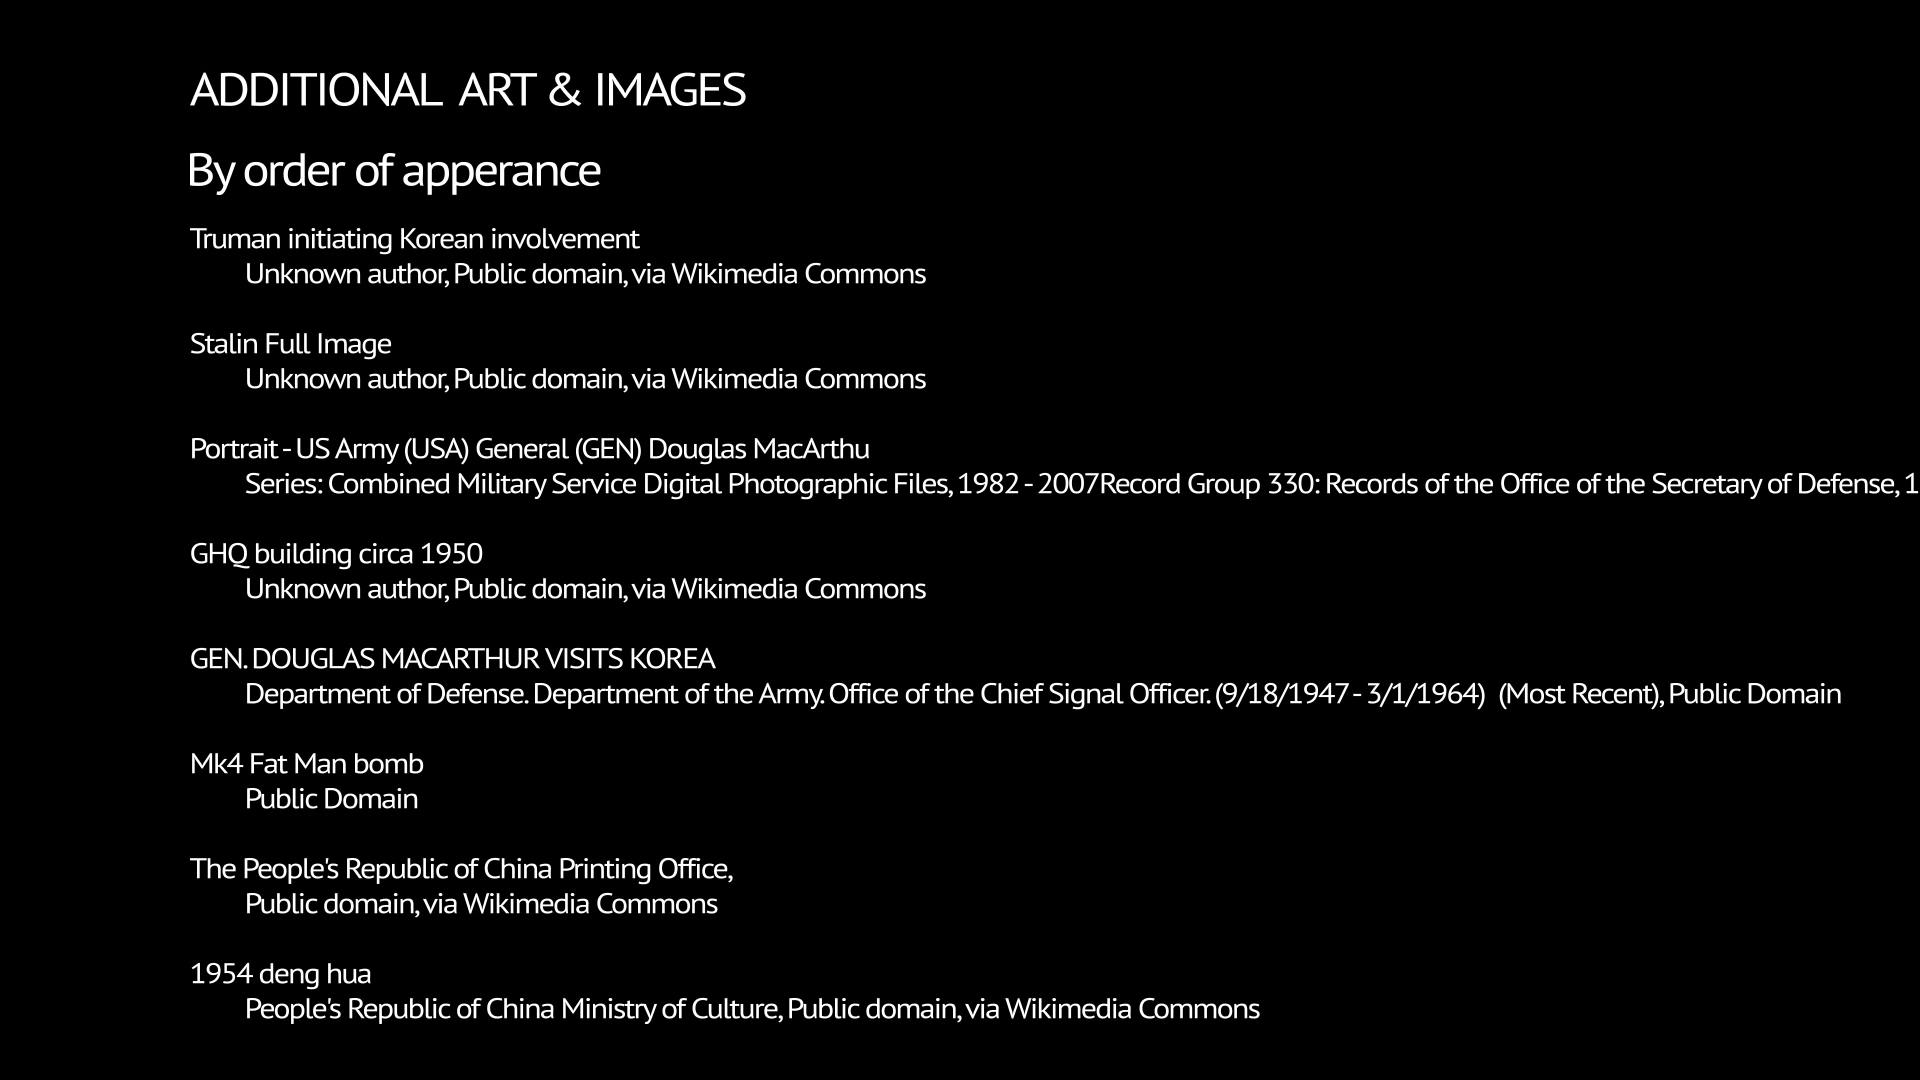 ADDITIONAL ART & IMAGES
By order of apperance
Truman initiating Korean involvement
Unknown author, Public domain, via Wikimedia Commons
Stalin Full Image
Unknown author, Public domain, via Wikimedia Commons
Portrait - US Army (USA) General (GEN) Douglas MacArthu
Series: Combined Military Service Digital Photographic Files, 1982 - 2007Record Group 330: Records of the Office of the Secretary of Defense, 1
GHQ building circa 1950
Unknown author, Public domain, via Wikimedia Commons
GEN. DOUGLAS MACARTHUR VISITS KOREA
Department of Defense. Department of the Army. Office of the Chief Signal Officer. (9/18/1947 - 3/1/1964) (Most Recent), Public Domain
Mk4 Fat Man bomb
Public Domain
The People's Republic of China Printing Office,
Public domain, via Wikimedia Commons
1954 deng hua
People's Republic of China Ministry of Culture, Public domain, via Wikimedia Commons